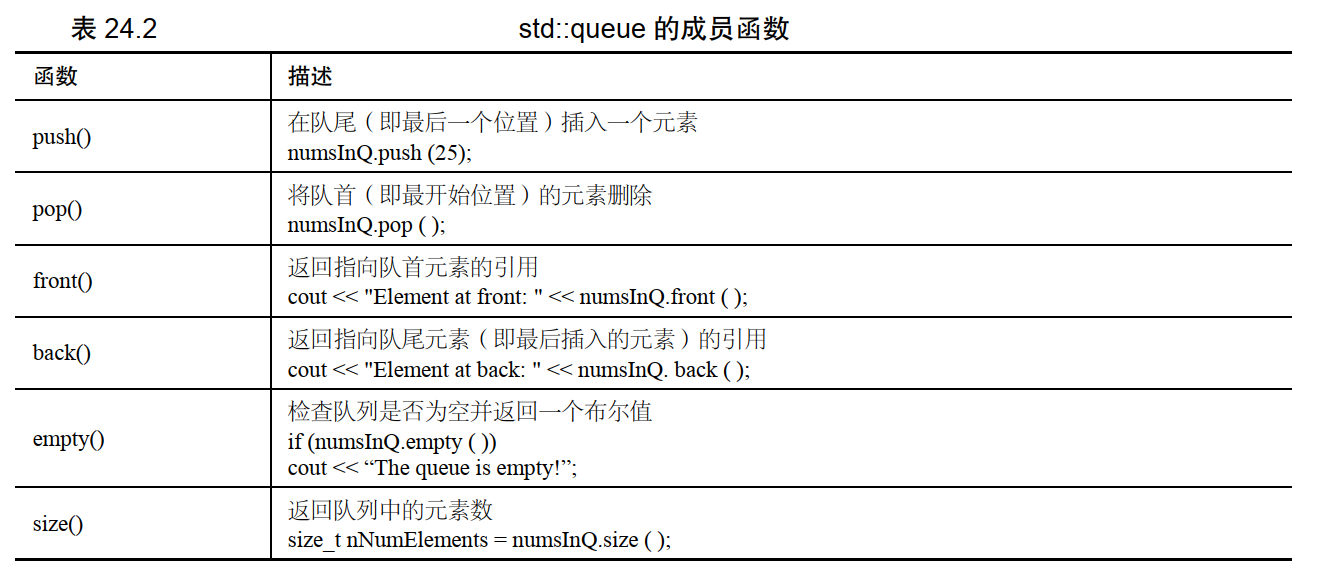 表 24.2 std::queue 的成员函数
函数 描述
push() 在队尾（即最后一个位置）插入一个元素
numsInQ.push (25);
pop() 将队首（即最开始位置）的元素删除
numsInQ.pop ( );
front() 返回指向队首元素的引用
cout << "Element at front: " << numsInQ.front ( );
back() 返回指向队尾元素（即最后插入的元素）的引用
cout << "Element at back: " << numsInQ. back ( );
empty() 检查队列是否为空并返回一个布尔值
if (numsInQ.empty ( ))
cout << “The queue is empty!”;
size() 返回队列中的元素数
size_t nNumElements = numsInQ.size ( );